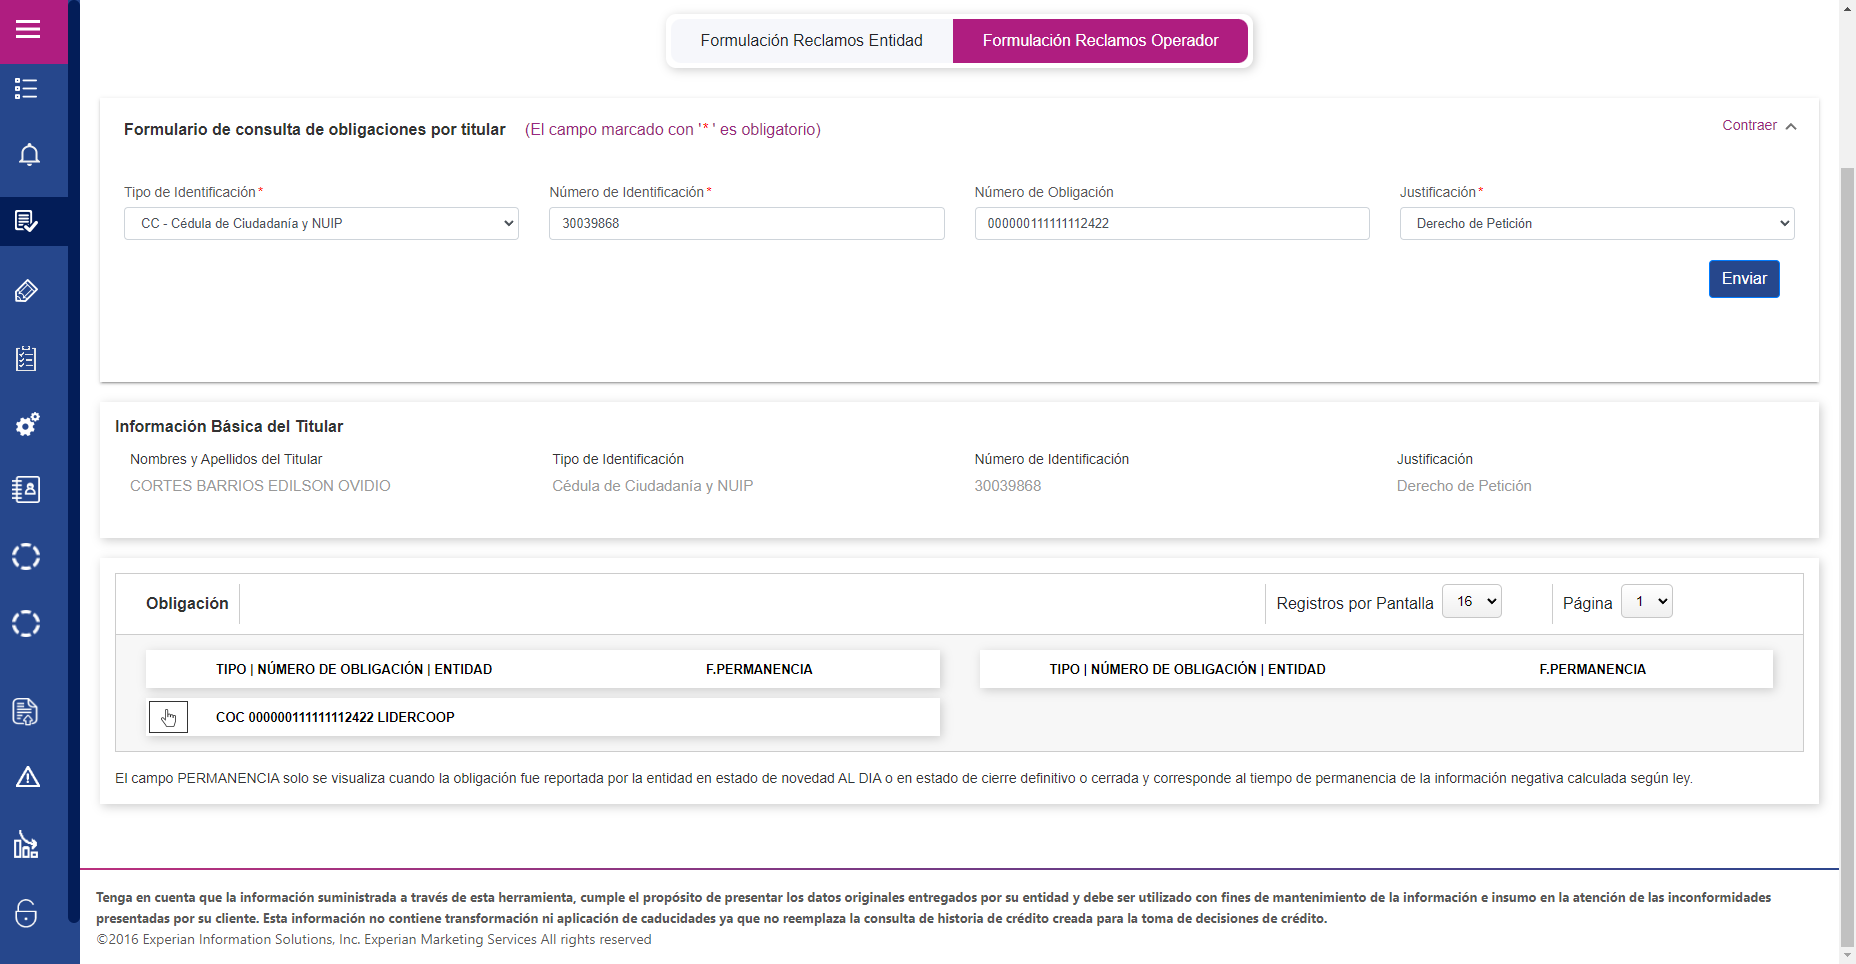 Formulación Reclamos Entidad Formulación Reclamos Operador
Formulario de consulta de obligaciones por titular (El campo marcado con '*' es obligatorio) Contraer
Tipo de Identificación* Número de Identificación* Número de Obligación Justificación*
CC - Cédula de Ciudadanía y NUIP 30039868 000000111111112422 Derecho de Petición
Enviar
Información Básica del Titular
Nombres y Apellidos del Titular Tipo de Identificación Número de Identificación Justificación
CORTES BARRIOS EDILSON OVIDIO Cédula de Ciudadanía y NUIP 30039868 Derecho de Petición
Obligación Registros por Pantalla 16 Página 1
TIPO | NÚMERO DE OBLIGACIÓN | ENTIDAD F.PERMANENCIA TIPO | NÚMERO DE OBLIGACIÓN | ENTIDAD F.PERMANENCIA
COC 000000111111112422 LIDERCOOP
El campo PERMANENCIA solo se visualiza cuando la obligación fue reportada por la entidad en estado de novedad AL DIA o en estado de cierre definitivo o cerrada y corresponde al tiempo de permanencia de la información negativa calculada según ley.
Tenga en cuenta que la información suministrada a través de esta herramienta, cumple el propósito de presentar los datos originales entregados por su entidad y debe ser utilizado con fines de mantenimiento de la información e insumo en la atención de las inconformidades
presentadas por su cliente. Esta información no contiene transformación ni aplicación de caducidades ya que no reemplaza la consulta de historia de crédito creada para la toma de decisiones de crédito.
©2016 Experian Information Solutions, Inc. Experian Marketing Services All rights reserved